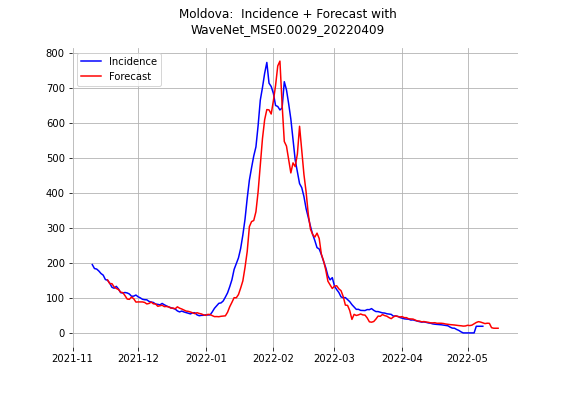 Moldova:  Incidence + Forecast with
WaveNet_MSE0.0029_20220409
Incidence
Forecast
800
700
600
500
400
300
200
100
0
2021-11 2021-12 2022-01 2022-02 2022-03 2022-04 2022-05